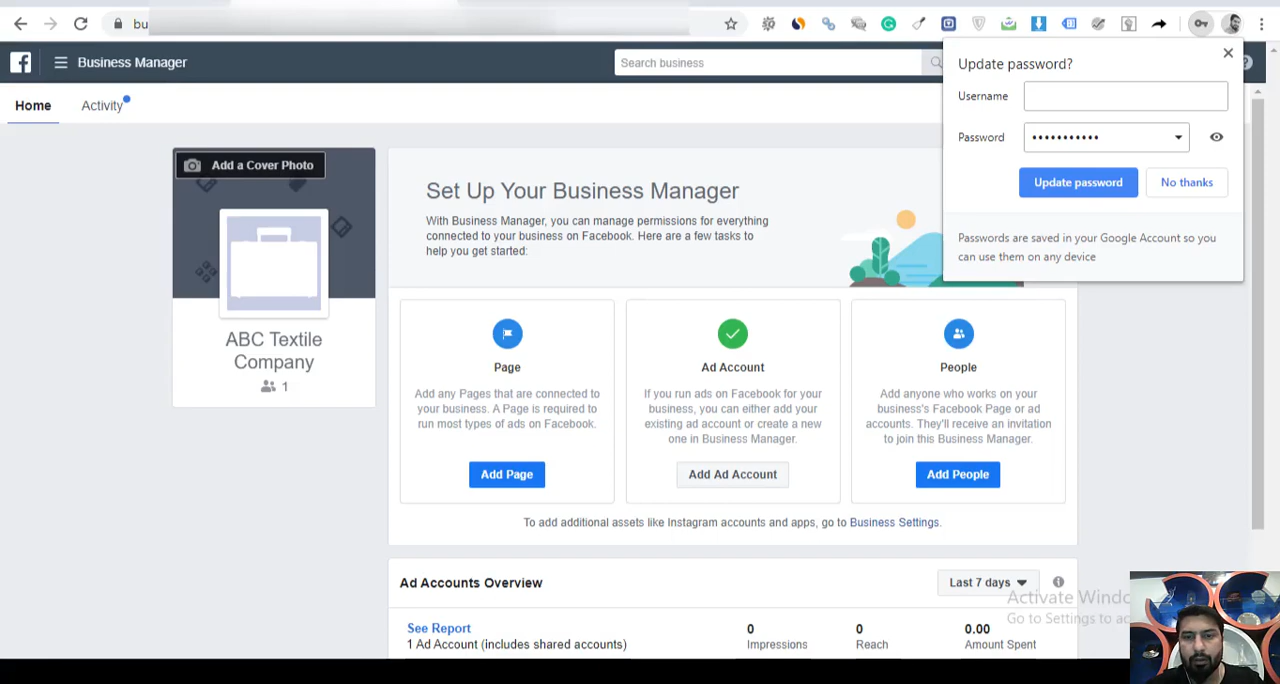 bu
Business Manager
Search business
Home
Activity
Update password?
Username
Password
•••••••••••
Update password
No thanks
Passwords are saved in your Google Account so you
can use them on any device
Add a Cover Photo
ABC Textile
Company
1
Set Up Your Business Manager
With Business Manager, you can manage permissions for everything
connected to your business on Facebook. Here are a few tasks to
help you get started:
Page
Add any Pages that are connected to
your business. A Page is required to
run most types of ads on Facebook.
Add Page
Ad Account
If you run ads on Facebook for your
business, you can either add your
existing ad account or create a new
one in Business Manager.
Add Ad Account
People
Add anyone who works on your
business's Facebook Page or ad
accounts. They'll receive an invitation
to join this Business Manager.
Add People
To add additional assets like Instagram accounts and apps, go to Business Settings.
Ad Accounts Overview
Last 7 days
See Report
1 Ad Account (includes shared accounts)
0
Impressions
0
Reach
0.00
Amount Spent
Activate
Go to Settings to